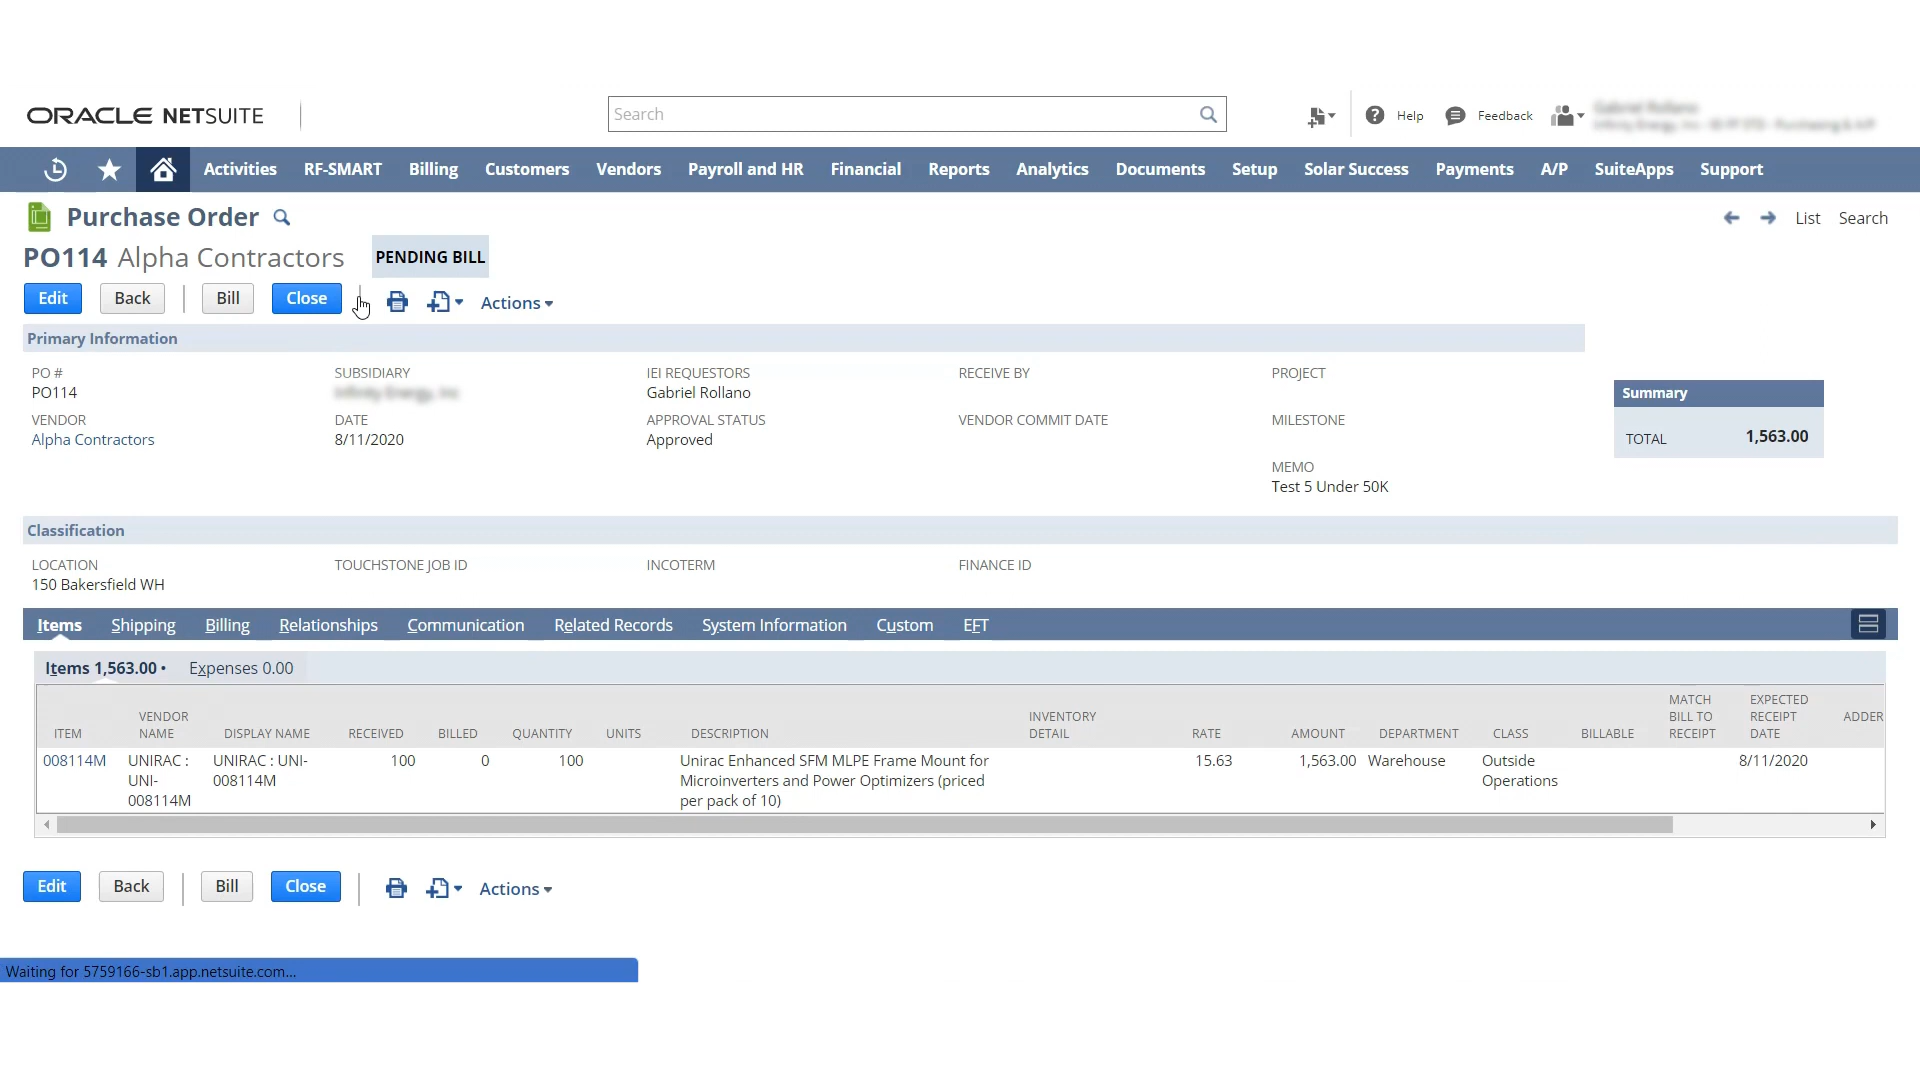 ORACLE NETSUITE
Search
Help
Feedback
Activities RF-SMART Billing Customers Vendors Payroll and HR Financial Reports Analytics Documents Setup Solar Success Payments A/P SuiteApps Support
Purchase Order
List Search
PO114 Alpha Contractors PENDING BILL
Edit Back Bill Close Actions
Primary Information
PO # SUBSIDIARY IEI REQUESTORS RECEIVE BY PROJECT
PO114 Gabriel Rollano
Summary
VENDOR DATE APPROVAL STATUS VENDOR COMMIT DATE MILESTONE
Alpha Contractors 8/11/2020 Approved
TOTAL 1,563.00
MEMO
Test 5 Under 50K
Classification
LOCATION TOUCHSTONE JOB ID INCOTERM FINANCE ID
150 Bakersfield WH
Items Shipping Billing Relationships Communication Related Records System Information Custom EFT
Items 1,563.00 • Expenses 0.00
ITEM VENDOR NAME DISPLAY NAME RECEIVED BILLED QUANTITY UNITS DESCRIPTION INVENTORY DETAIL RATE AMOUNT DEPARTMENT CLASS BILLABLE MATCH BILL TO RECEIPT EXPECTED RECEIPT DATE ADDER
008114M UNIRAC : UNIRAC : UNI- 100 0 100 Unirac Enhanced SFM MLPE Frame Mount for 15.63 1,563.00 Warehouse Outside 8/11/2020
UNI- 008114M Microinverters and Power Optimizers (priced Operations
008114M per pack of 10)
Edit Back Bill Close Actions
Waiting for 5759166-sb1.app.netsuite.com...